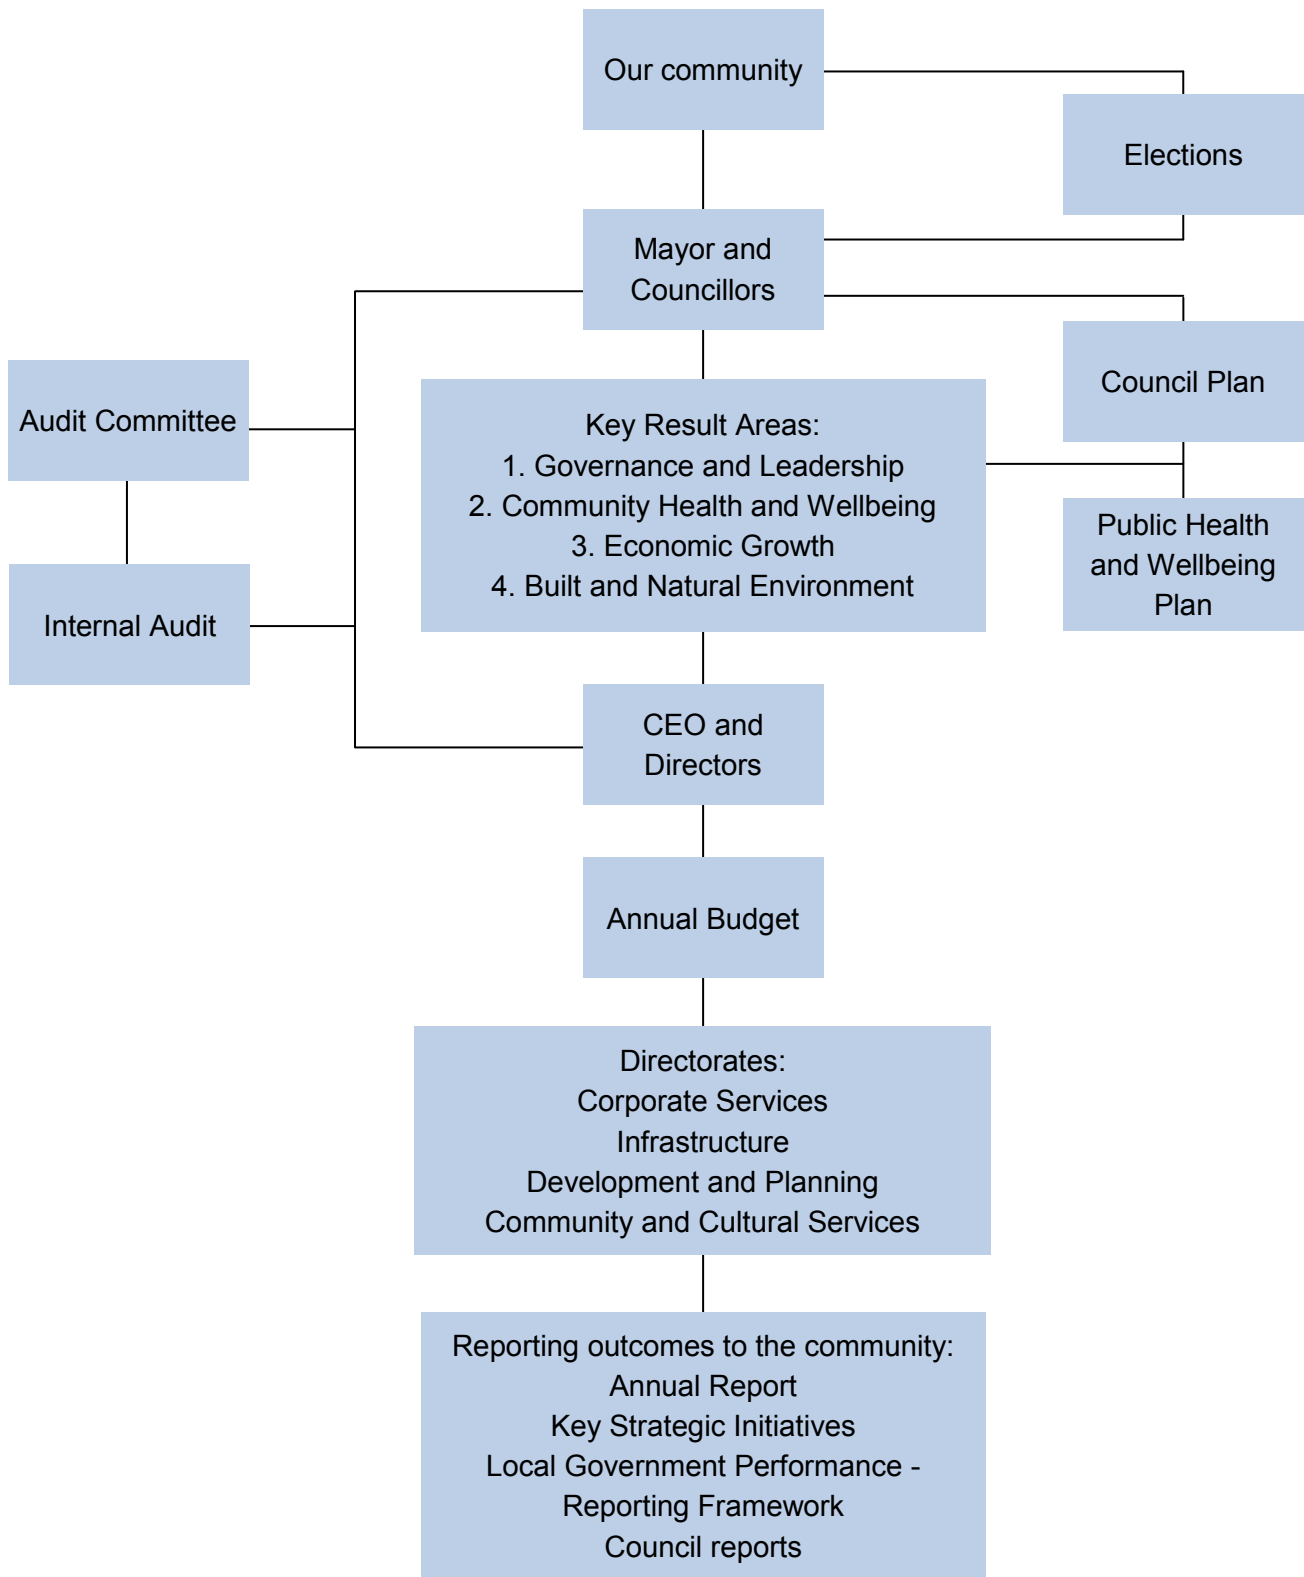 Our community
Elections
Mayor and
Councillors
Council Plan
Audit Committee
Key Result Areas:
1. Governance and Leadership
2. Community Health and Wellbeing
3. Economic Growth
4. Built and Natural Environment
Public Health
and Wellbeing
Plan
Internal Audit
CEO and
Directors
Annual Budget
Directorates:
Corporate Services
Infrastructure
Development and Planning
Community and Cultural Services
Reporting outcomes to the community:
Annual Report
Key Strategic Initiatives
Local Government Performance -
Reporting Framework
Council reports